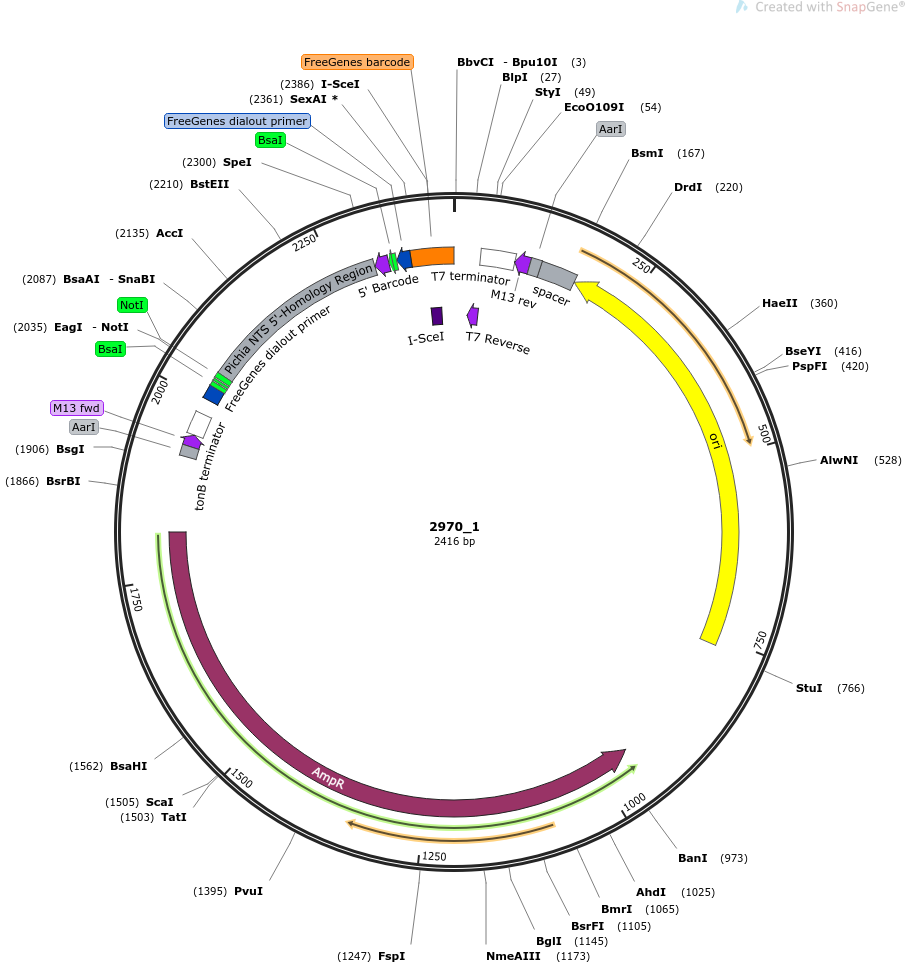 Created with SnapGene®
FreeGenes barcode
BbvCI - Bpu10I (3)
(2386) I-SceI
BlpI (27)
(2361) SexAI *
StyI (49)
EcoO109I (54)
FreeGenes dialout primer
AarI
BsaI
BsmI (167)
(2300) SpeI
(2210) BstEII
DrdI (220)
(2135) AccI
2250
250
5' Barcode
T7 terminator
M13 rev
spacer
(2087) BsaAI - SnaBI
NotI
HaeII (360)
Pichia NTS 5'-Homology Region
FreeGenes dialout primer
I-SceI
T7 Reverse
(2035) EagI - NotI
BsaI
BseYI (416)
PspFI (420)
2000
M13 fwd
AarI
500
ori
(1906) BsgI
AlwNI (528)
(1866) BsrBI
tonB terminator
2970_1
2416 bp
1750
750
StuI (766)
(1562) BsaHI
AmpR
1500
(1505) ScaI
(1503) TatI
1000
1250
BanI (973)
(1395) PvuI
AhdI (1025)
BmrI (1065)
BsrFI (1105)
BglI (1145)
(1247) FspI
NmeAIII (1173)